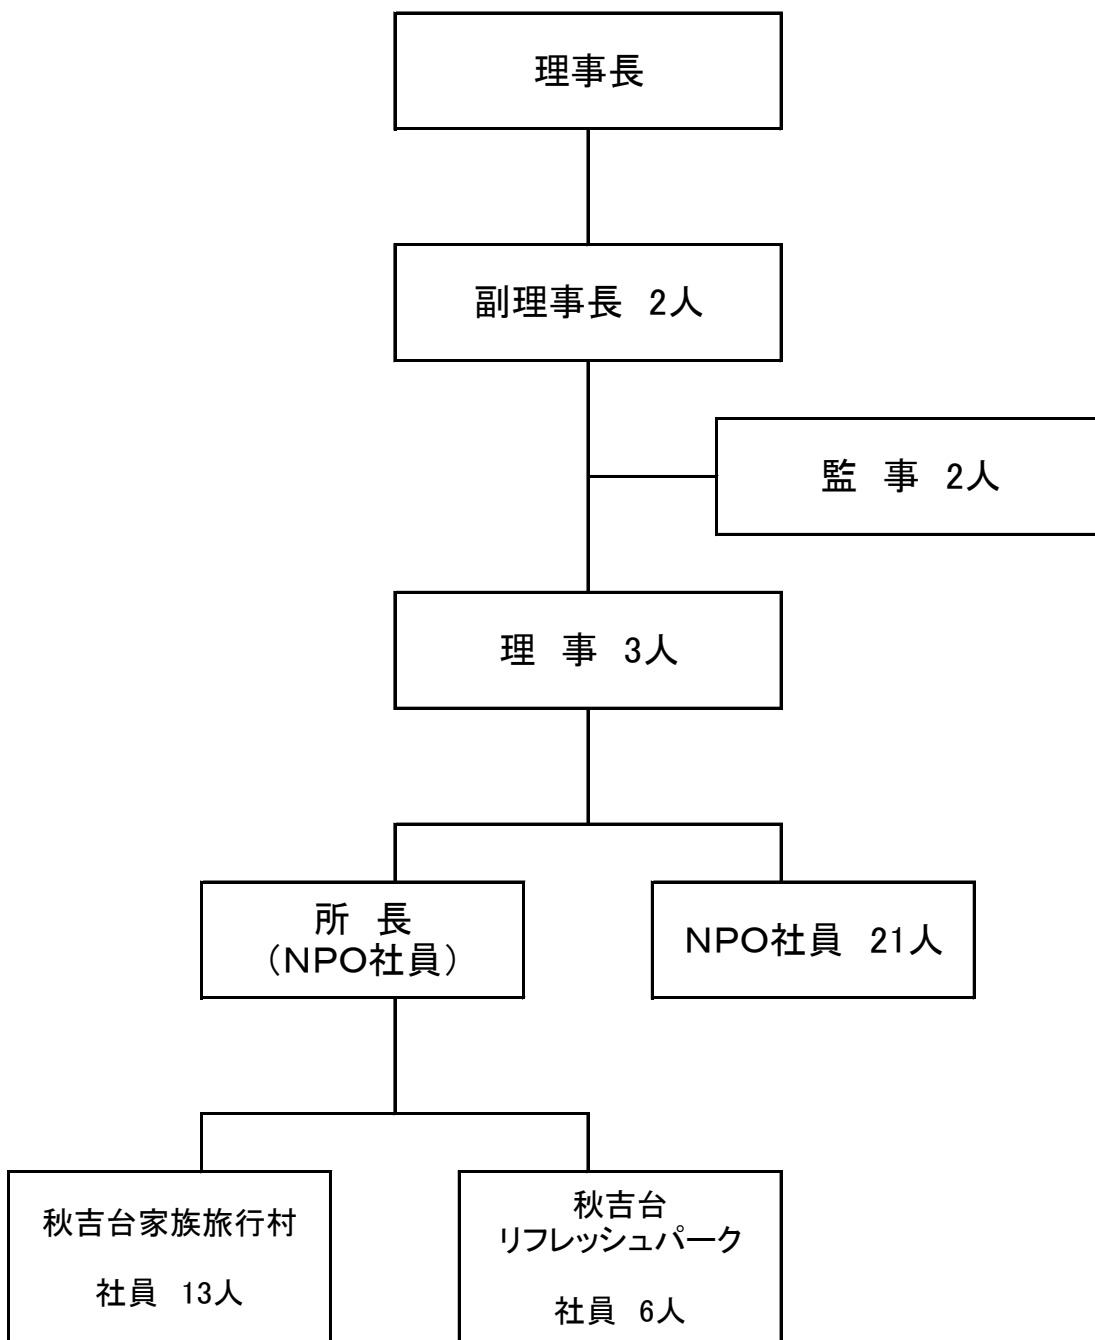 理事長
副理事長 2人
監 事 2人
理 事 3人
所 長
（NPO社員）
NPO社員 21人
秋吉台家族旅行村
社員 13人
秋吉台
リフレッシュパーク
社員 6人